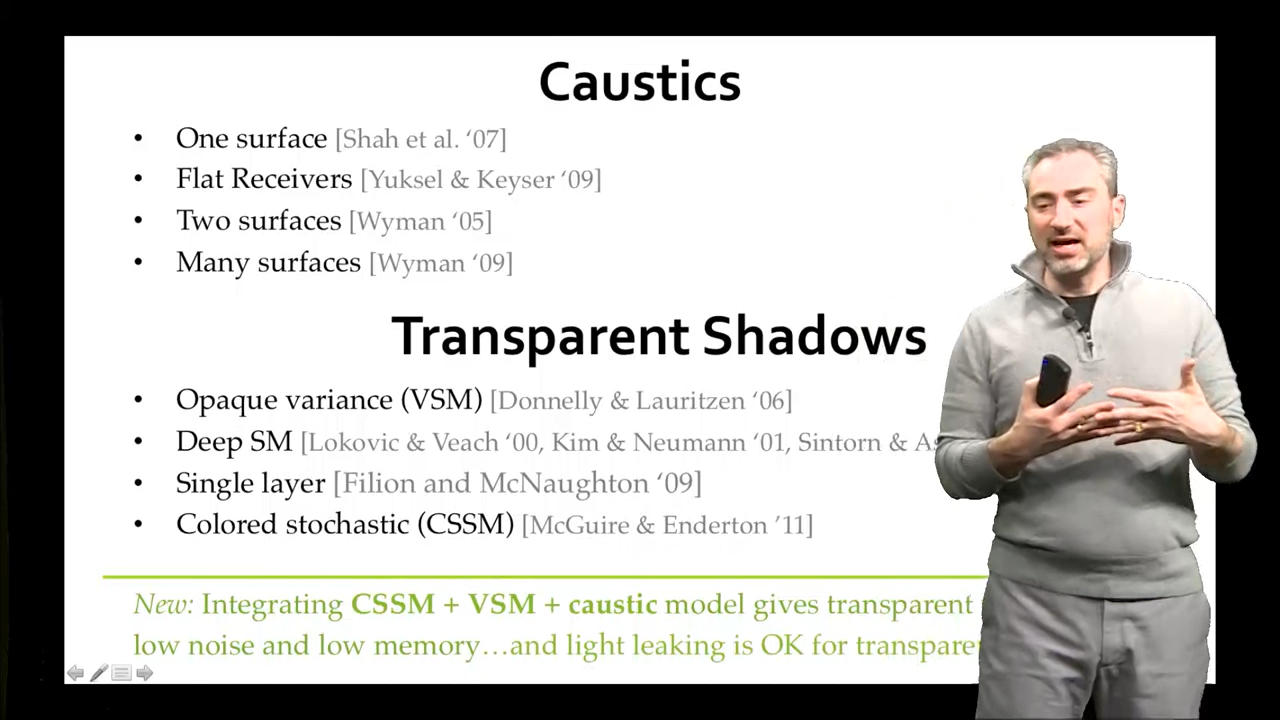 Caustics
• One surface [Shah et al. ‘07]
• Flat Receivers [Yuksel & Keyser ‘09]
• Two surfaces [Wyman ‘05]
• Many surfaces [Wyman ‘09]
Transparent Shadows
• Opaque variance (VSM) [Donnelly & Lauritzen ‘06]
• Deep SM [Lokovic & Veach ‘00, Kim & Neumann ‘01, Sintorn &
• Single layer [Filion and McNaughton ‘09]
• Colored stochastic (CSSM) [McGuire & Enderton ’11]
New: Integrating CSSM + VSM + caustic model gives transparent
low noise and low memory…and light leaking is OK for